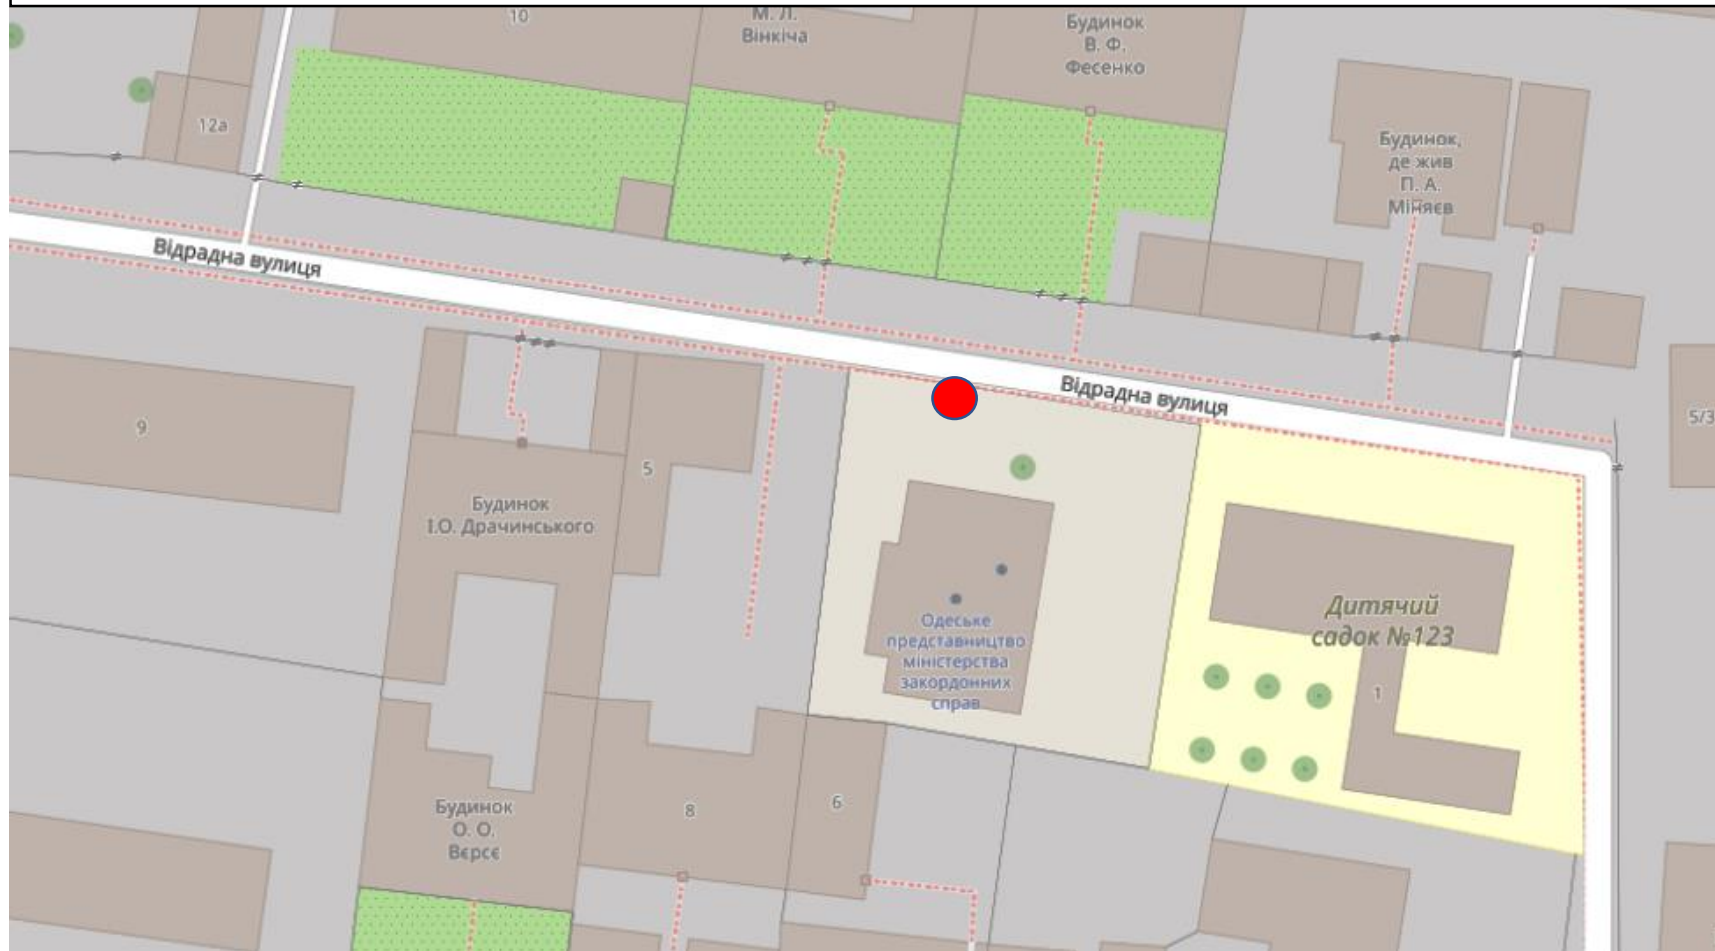 10
М. Л.
Вінкіча
Будинок
В. Ф.
Фесенко
12а
Будинок,
де жив
П. А.
Міняєв
Відрадна вулиця
Відрадна вулиця
9
5
5/3
Будинок
І.О. Драчинського
Одеське
представництво
міністерства
закордонних
справ
Дитячий
садок №123
1
Будинок
О. О.
Вєрсє
8
6